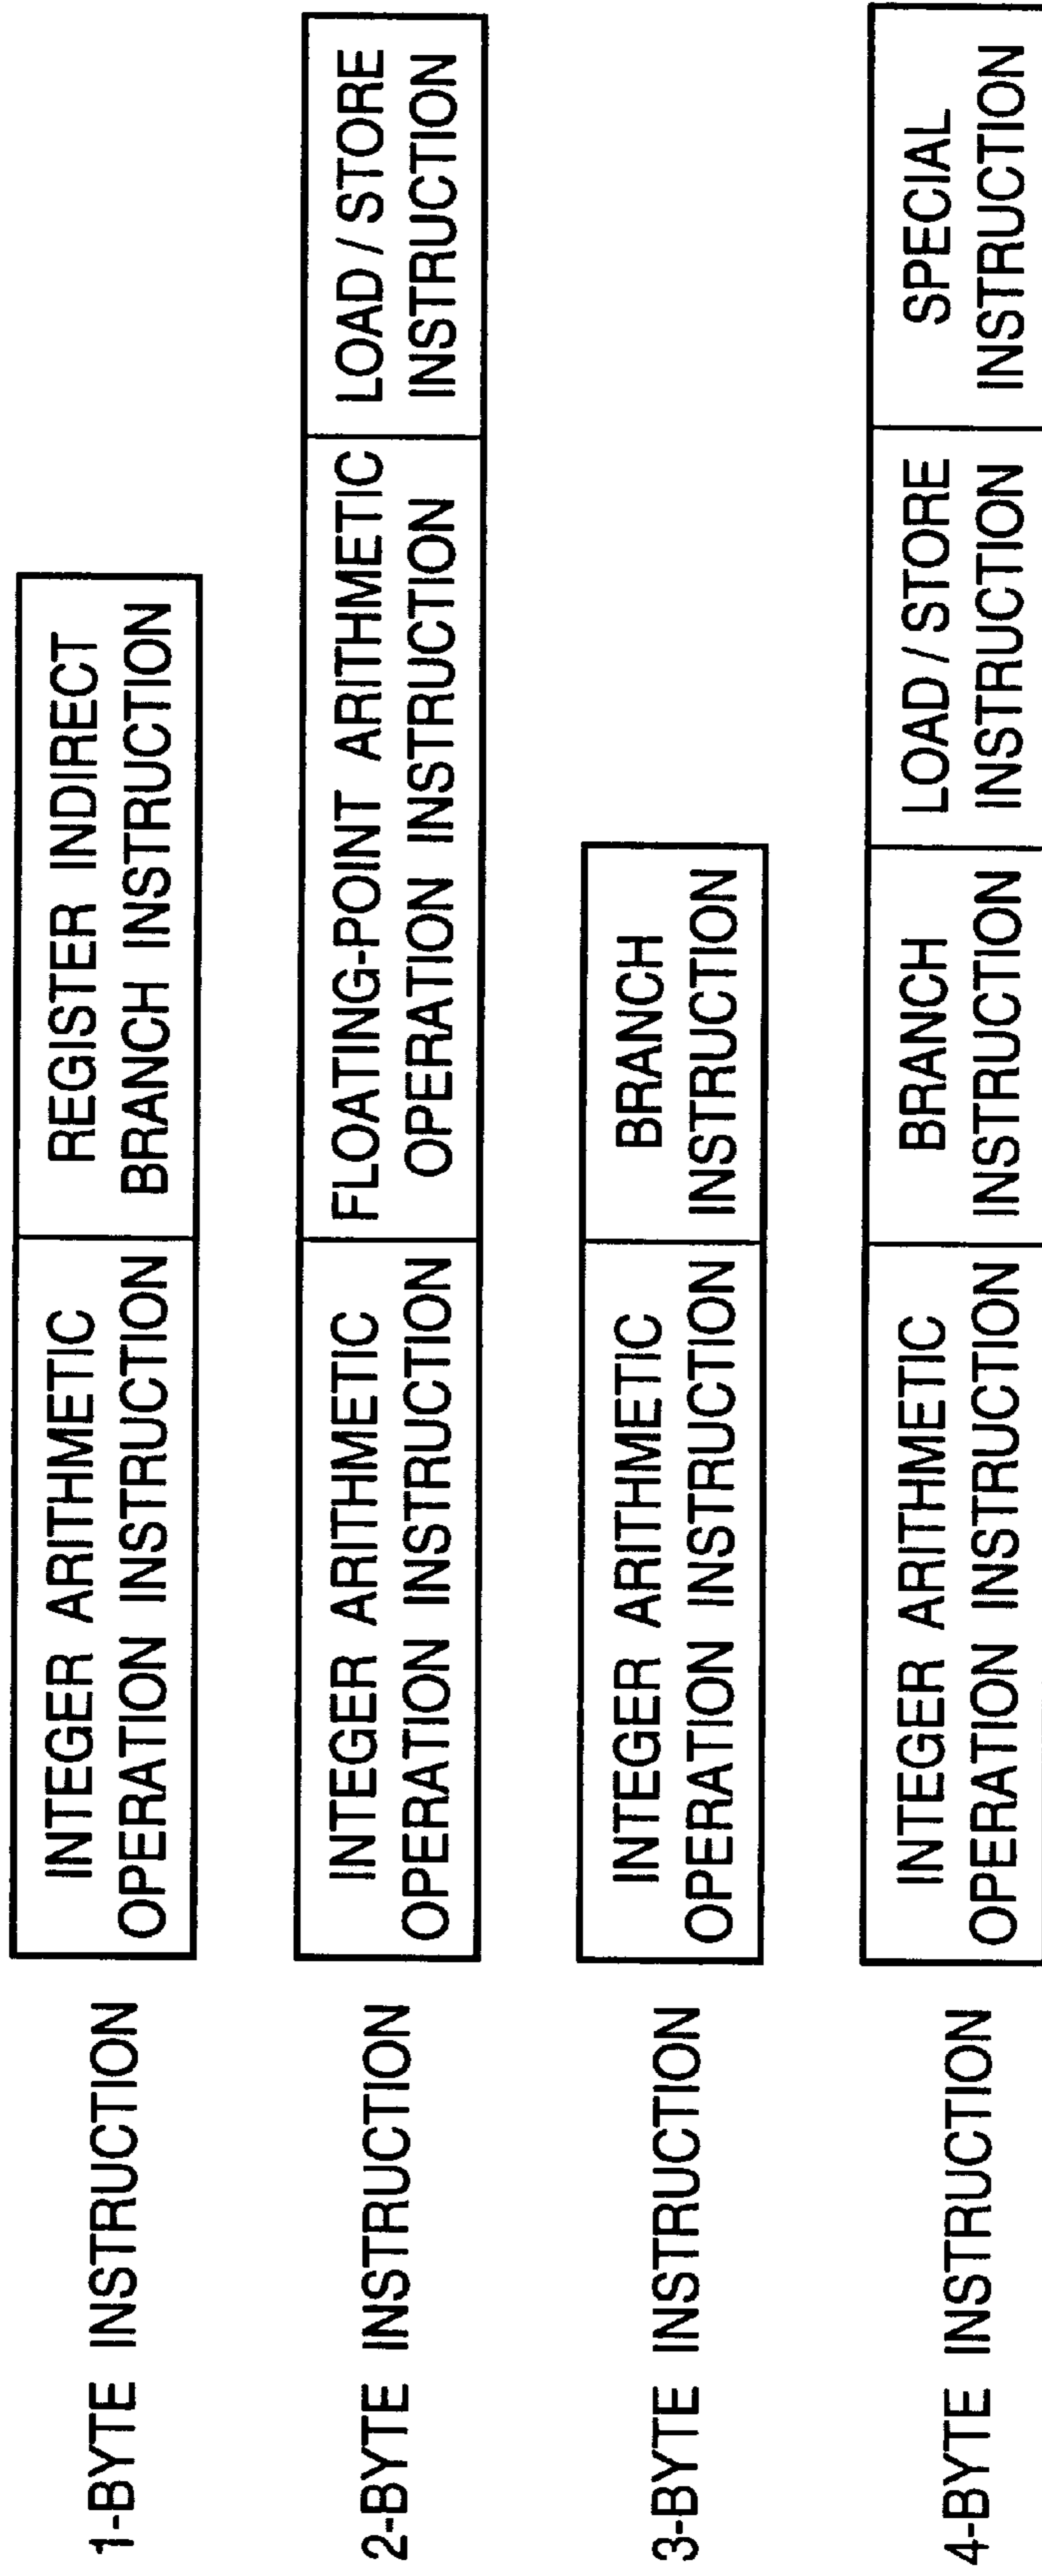 1-BYTE INSTRUCTION
INTEGER ARITHMETIC
OPERATION INSTRUCTION
REGISTER INDIRECT
BRANCH INSTRUCTION
2-BYTE INSTRUCTION
INTEGER ARITHMETIC
OPERATION INSTRUCTION
FLOATING-POINT ARITHMETIC
OPERATION INSTRUCTION
LOAD / STORE
INSTRUCTION
3-BYTE INSTRUCTION
INTEGER ARITHMETIC
OPERATION INSTRUCTION
BRANCH
INSTRUCTION
4-BYTE INSTRUCTION
INTEGER ARITHMETIC
OPERATION INSTRUCTION
BRANCH
INSTRUCTION
LOAD / STORE
INSTRUCTION
SPECIAL
INSTRUCTION